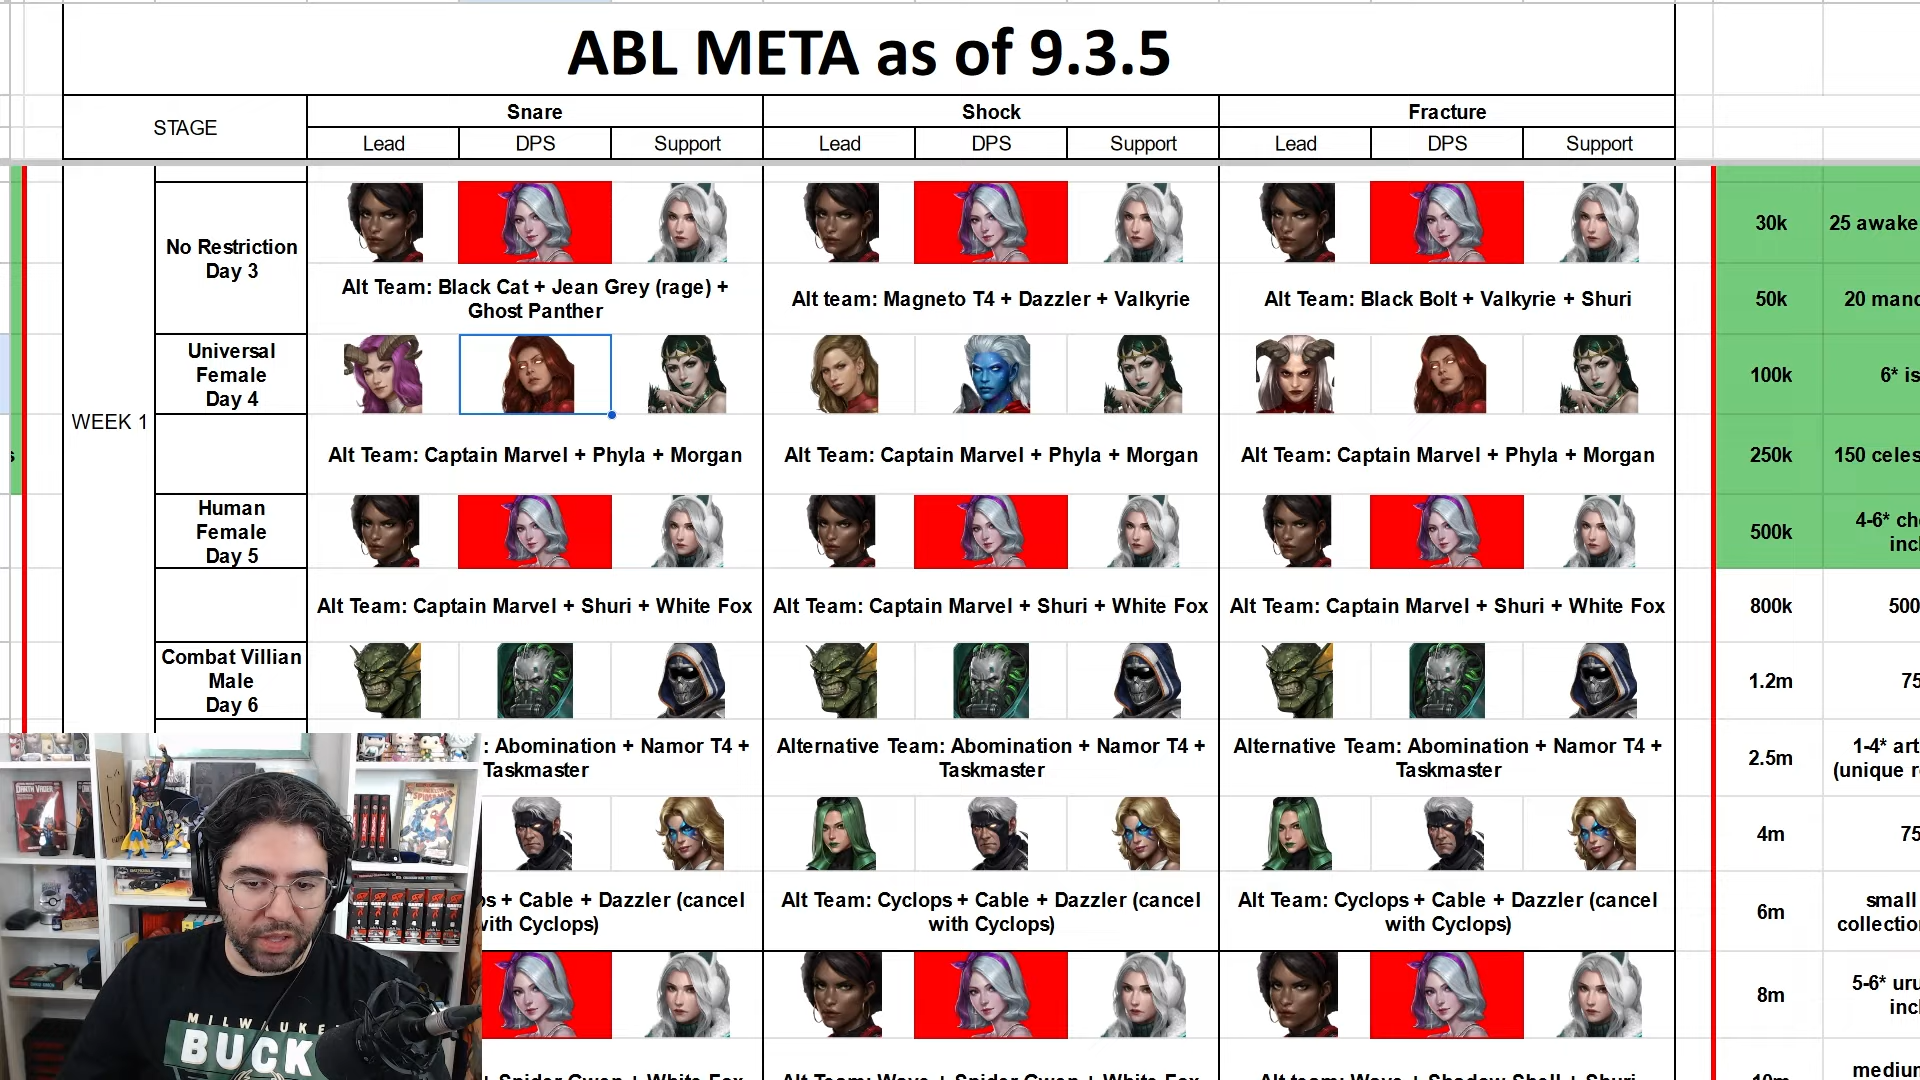 ABL META as of 9.3.5
STAGE
Snare
Shock
Fracture
Lead
DPS
Support
Lead
DPS
Support
Lead
DPS
Support
WEEK 1
No Restriction
Day 3
Alt Team: Black Cat + Jean Grey (rage) +
Ghost Panther
Alt team: Magneto T4 + Dazzler + Valkyrie
Alt Team: Black Bolt + Valkyrie + Shuri
Universal
Female
Day 4
Alt Team: Captain Marvel + Phyla + Morgan
Alt Team: Captain Marvel + Phyla + Morgan
Alt Team: Captain Marvel + Phyla + Morgan
Human
Female
Day 5
Alt Team: Captain Marvel + Shuri + White Fox
Alt Team: Captain Marvel + Shuri + White Fox
Alt Team: Captain Marvel + Shuri + White Fox
Combat Villian
Male
Day 6
: Abomination + Namor T4 +
Taskmaster
Alternative Team: Abomination + Namor T4 +
Taskmaster
Alternative Team: Abomination + Namor T4 +
Taskmaster
+ Cable + Dazzler (cancel
with Cyclops)
Alt Team: Cyclops + Cable + Dazzler (cancel
with Cyclops)
Alt Team: Cyclops + Cable + Dazzler (cancel
with Cyclops)
30k
25 awake
50k
20
100k
6*
250k
150 celes
500k
4-6*
incl
800k
500
1.2m
75
2.5m
1-4* art
(unique
4m
75
6m
small
collection
8m
5-6* uru
incl
MILWAUKE
BUCK